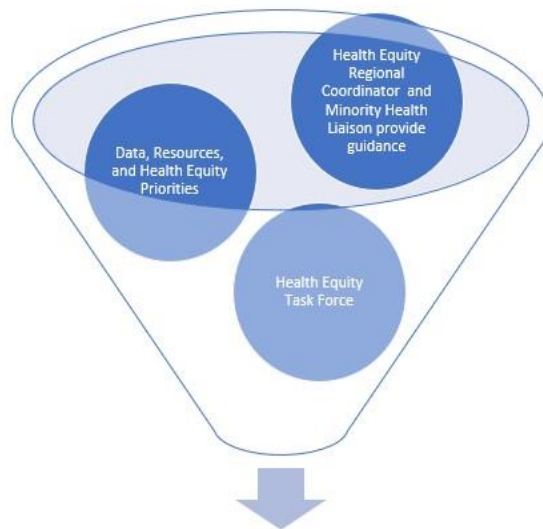 Health Equity
Regional
Coordinator and
Minority Health
Liaison provide
guidance
Data, Resources,
and Health Equity
Priorities
Health Equity
Task Force